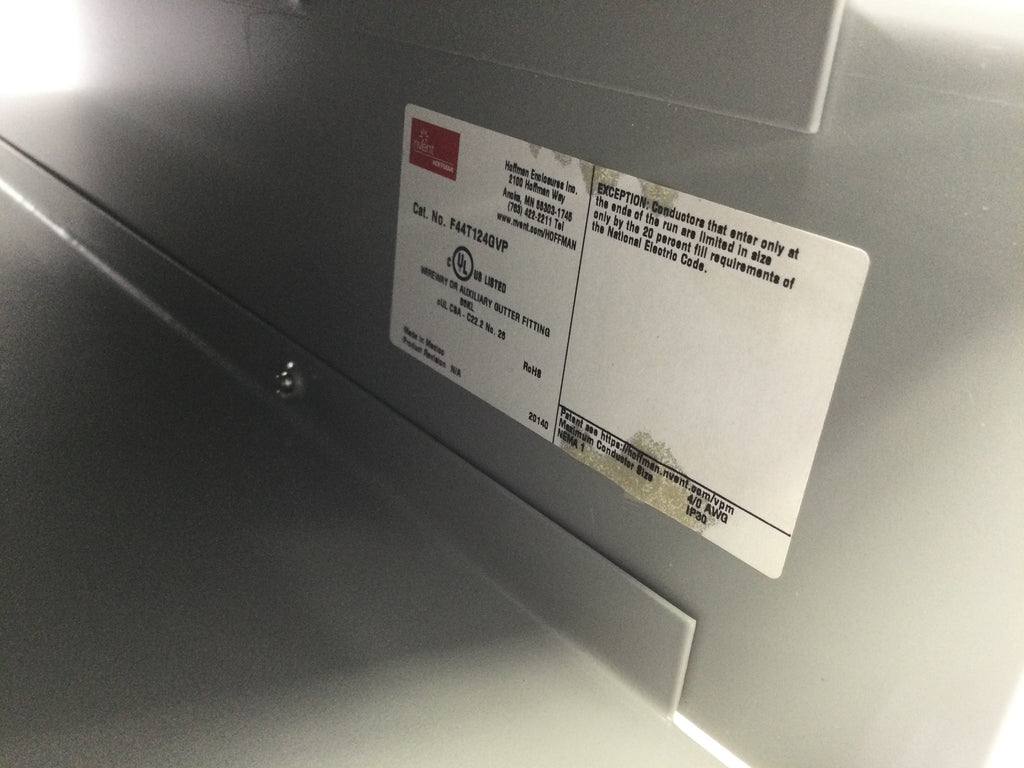 nVent
HOFFMAN
Hoffman Enclosures Inc.
2100 Hoffman Way
Anoka, MN 55303-1745
(763) 422-2211 Tel
www.nvent.com/HOFFMAN
Cat. No. F44T124GVP
c UL US LISTED
WIREWAY OR AUXILIARY GUTTER FITTING
cUL CSA - C22.2 No. 26
Made in Mexico
Product Revision N/A
RoHS
20140
EXCEPTION: Conductors that enter only at
the ends of the run are limited in size
only by the 20 percent fill requirements of
the National Electric Code.
Patent see https://hoffman.nvent.com/vpm
Maximum Conductor Size 4/0 AWG
NEMA 1 IP30